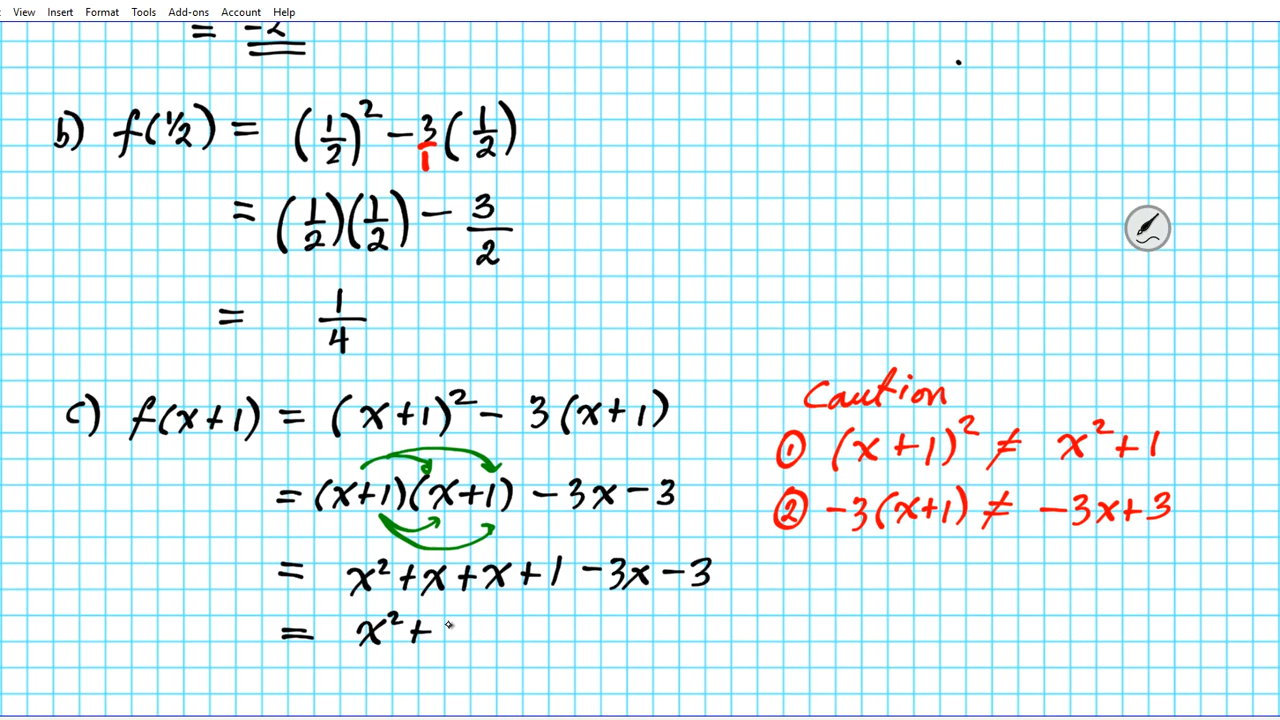 View Insert Format Tools Add-ons Account Help
= -2
b) f(1/2) = (1/2)² - 3/1 (1/2)
= (1/2)(1/2) - 3/2
= 1/4
c) f(x+1) = (x+1)² - 3(x+1)
= (x+1)(x+1) - 3x - 3
= x² + x + x + 1 - 3x - 3
= x² +
Caution
① (x+1)² ≠ x² + 1
② -3(x+1) ≠ -3x+3